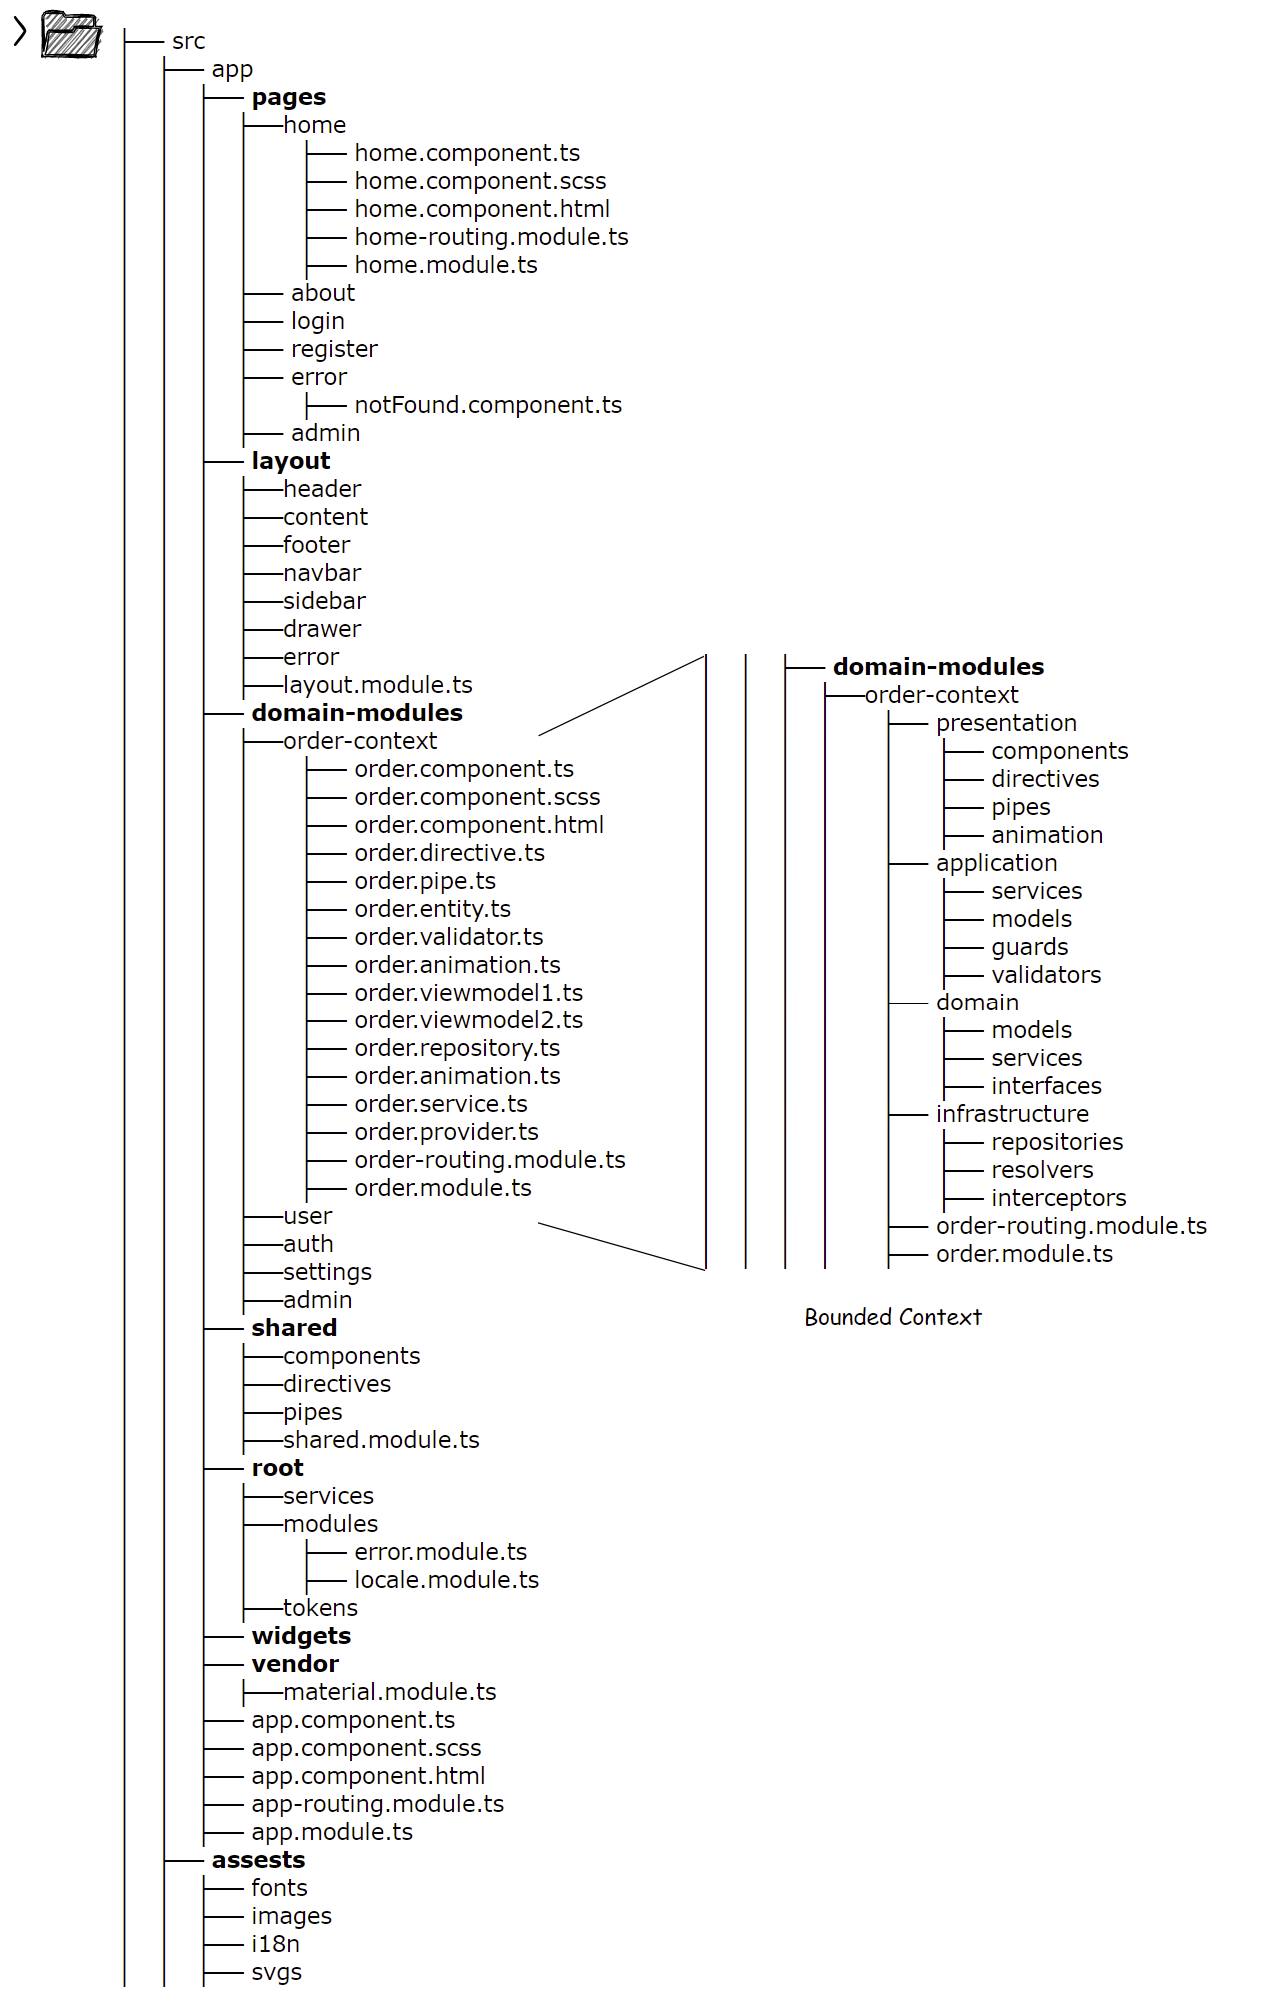 src
app
pages
home
home.component.ts
home.component.scss
home.component.html
home-routing.module.ts
home.module.ts
about
login
register
error
notFound.component.ts
admin
layout
header
content
footer
navbar
sidebar
drawer
error
layout.module.ts
domain-modules
order-context
order.component.ts
order.component.scss
order.component.html
order.directive.ts
order.pipe.ts
order.entity.ts
order.validator.ts
order.animation.ts
order.viewmodel1.ts
order.viewmodel2.ts
order.repository.ts
order.animation.ts
order.service.ts
order.provider.ts
order-routing.module.ts
order.module.ts
user
auth
settings
admin
shared
components
directives
pipes
shared.module.ts
root
services
modules
error.module.ts
locale.module.ts
tokens
widgets
vendor
material.module.ts
app.component.ts
app.component.scss
app.component.html
app-routing.module.ts
app.module.ts
assests
fonts
images
i18n
svgs
domain-modules
order-context
presentation
components
directives
pipes
animation
application
services
models
guards
validators
domain
models
services
interfaces
infrastructure
repositories
resolvers
interceptors
order-routing.module.ts
order.module.ts
Bounded Context